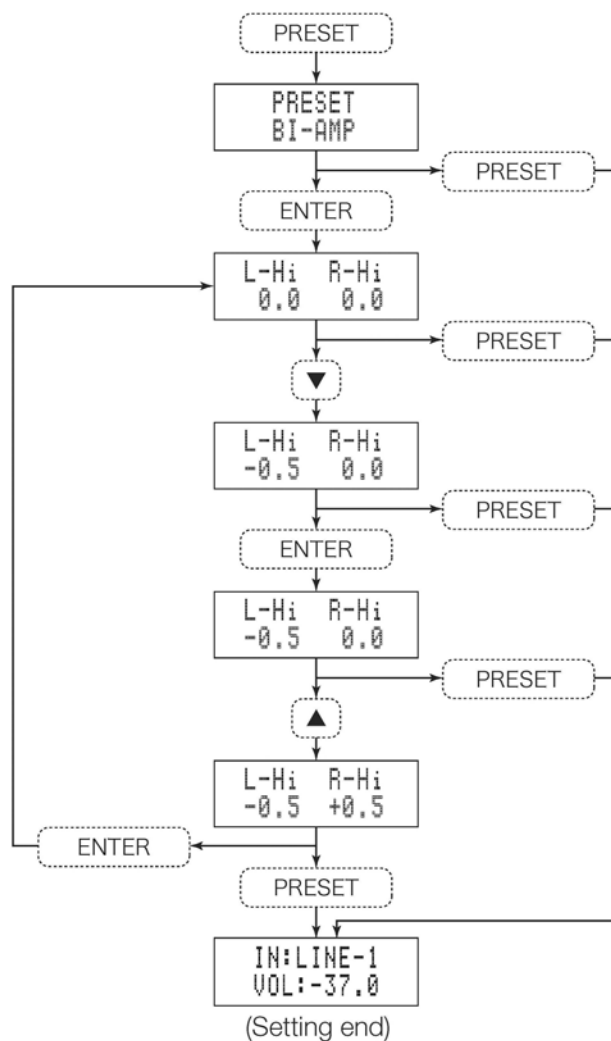 PRESET
PRESET
BI-AMP
PRESET
ENTER
L-Hi R-Hi
0.0 0.0
PRESET
▼
L-Hi R-Hi
-0.5 0.0
PRESET
ENTER
L-Hi R-Hi
-0.5 0.0
PRESET
▲
L-Hi R-Hi
-0.5 +0.5
ENTER
PRESET
IN:LINE-1
VOL:-37.0
(Setting end)